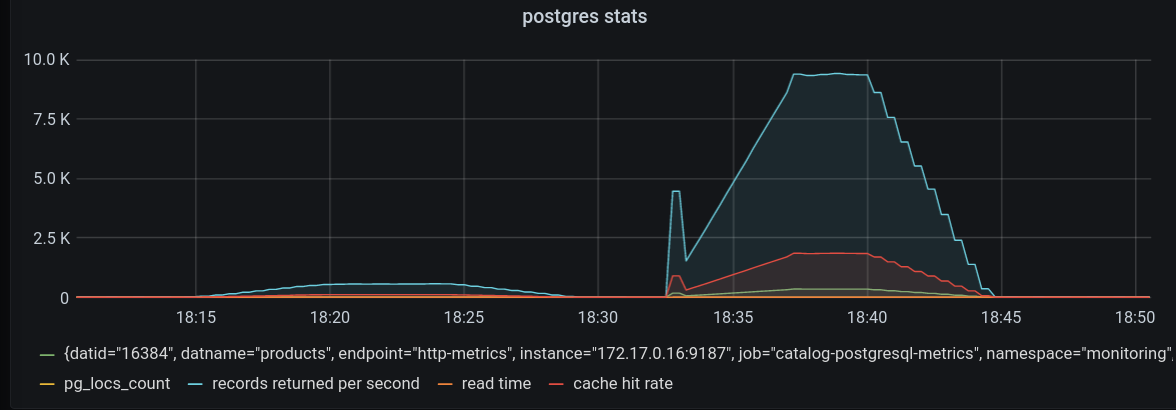 postgres stats
10.0 K
7.5 K
5.0 K
2.5 K
0
18:15 18:20 18:25 18:30 18:35 18:40 18:45 18:50
{datid="16384", datname="products", endpoint="http-metrics", instance="172.17.0.16:9187", job="catalog-postgresql-metrics", namespace="monitoring",
pg_locs_count records returned per second read time cache hit rate